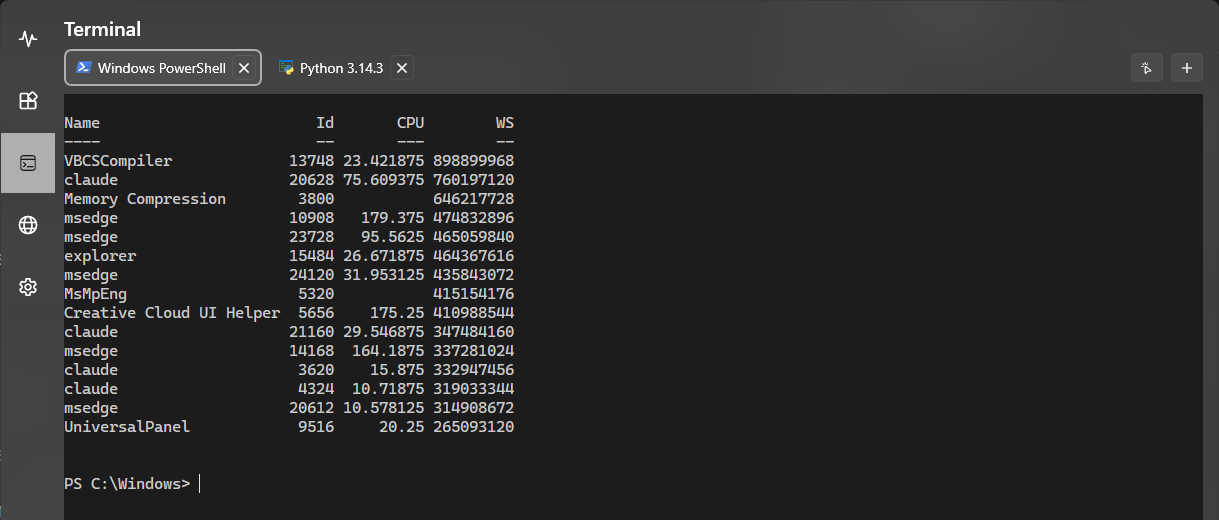 Terminal
Windows PowerShell
Python 3.14.3
Name                            Id       CPU        WS
----                            --       ---        --
VBCSCompiler             13748 23.421875 898899968
claude                   20628 75.609375 760197120
Memory Compression        3800           646217728
msedge                   10908   179.375 474832896
msedge                   23728   95.5625 465059840
explorer                 15484 26.671875 464367616
msedge                   24120 31.953125 435843072
MsMpEng                   5320           415154176
Creative Cloud UI Helper  5656    175.25 410988544
claude                   21160 29.546875 347484160
msedge                   14168  164.1875 337281024
claude                    3620    15.875 332947456
claude                    4324  10.71875 319033344
msedge                   20612 10.578125 314908672
UniversalPanel            9516     20.25 265093120
PS C:\Windows>